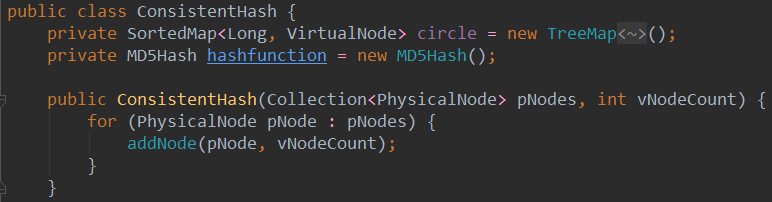 public class ConsistentHash {
    private SortedMap<Long, VirtualNode> circle = new TreeMap<~>();
    private MD5Hash hashfunction = new MD5Hash();
    public ConsistentHash(Collection<PhysicalNode> pNodes, int vNodeCount) {
        for (PhysicalNode pNode : pNodes) {
            addNode(pNode, vNodeCount);
        }
    }